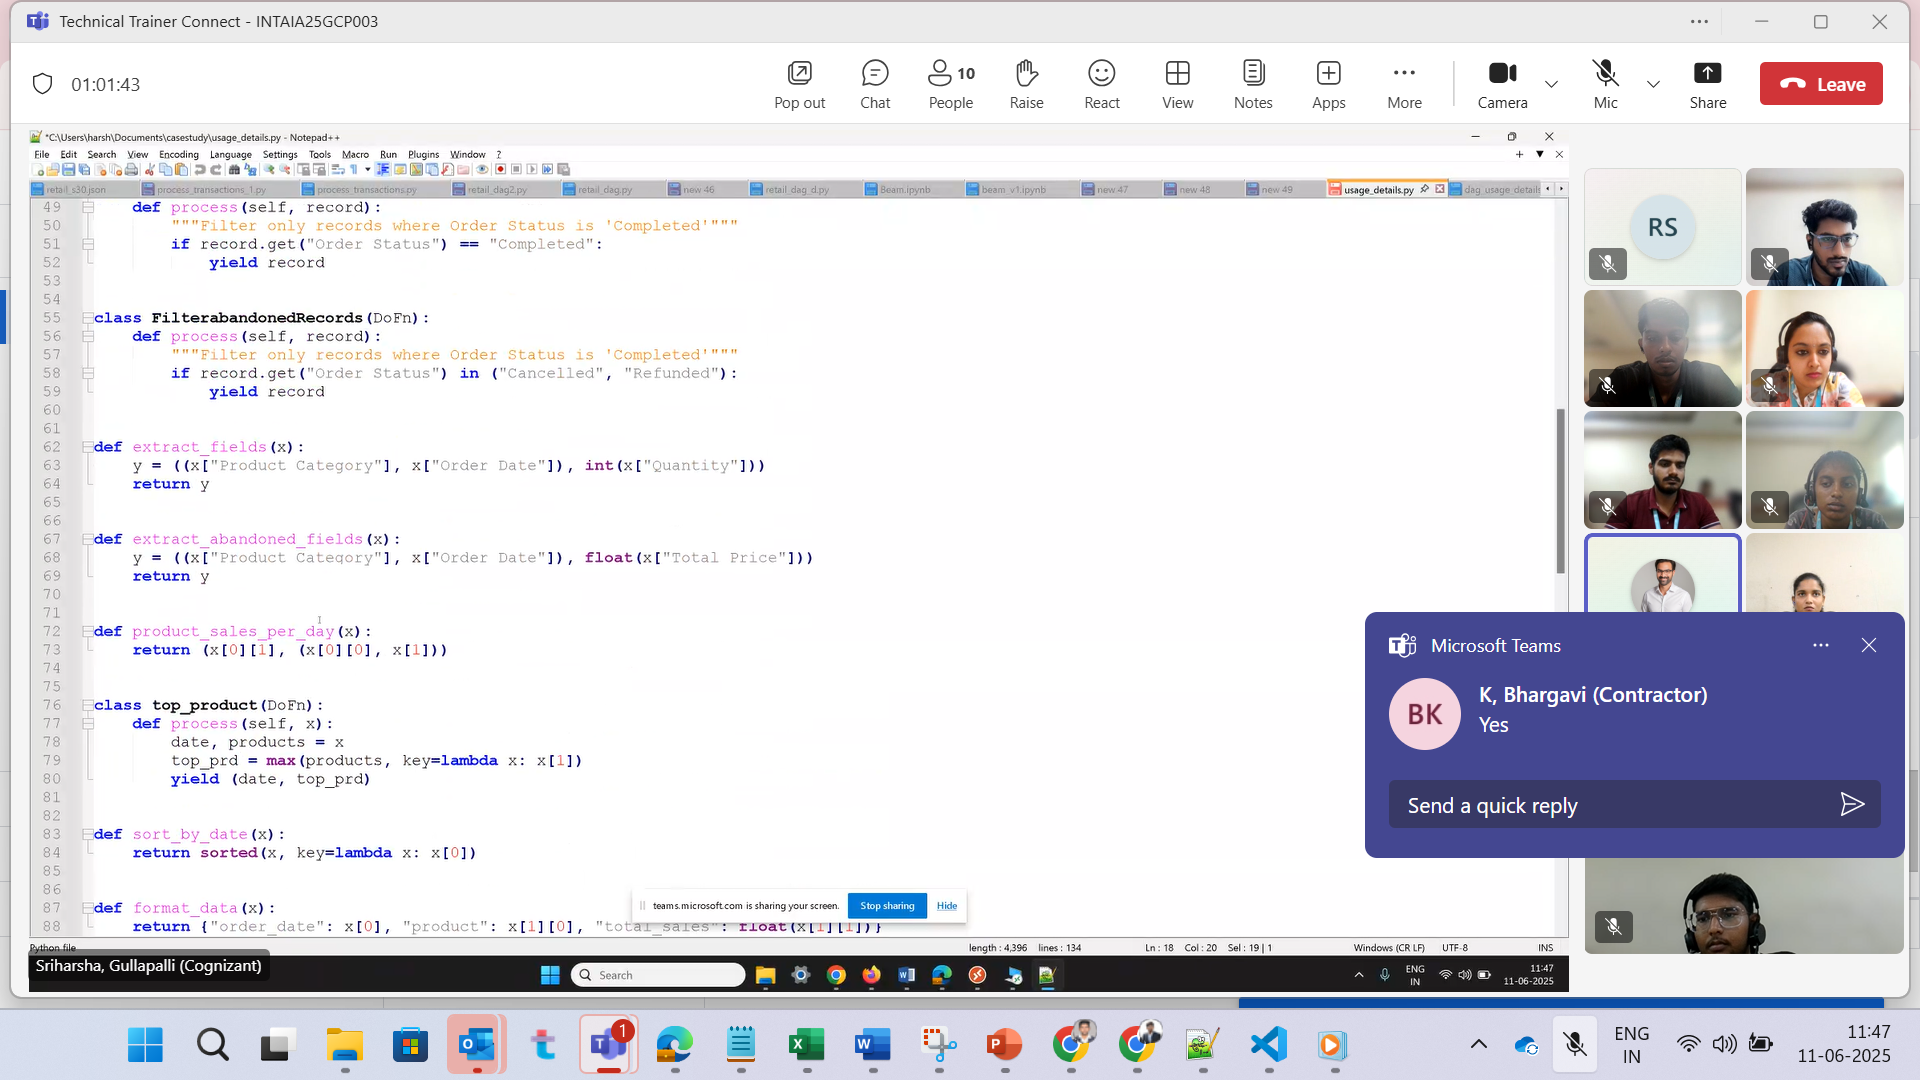 Technical Trainer Connect - INTAIA25GCP003
01:01:43
Pop out
Chat
People
10
Raise
React
View
Notes
Apps
More
Camera
Mic
Share
Leave
*C:\Users\harsh\Documents\casestudy\usage_details.py - Notepad++
File Edit Search View Encoding Language Settings Tools Macro Run Plugins Window ?
retail_s30.json process_transactions_1.py process_transactions.py retail_dag2.py retail_dag.py new 46 retail_dag_d.py Beam.ipynb beam_v1.ipynb new 47 new 48 new 49 usage_details.py dag_usage_details
49 def process(self, record):
50 """Filter only records where Order Status is 'Completed'"""
51 if record.get("Order Status") == "Completed":
52 yield record
53
54
55 class FilterabandonedRecords(DoFn):
56 def process(self, record):
57 """Filter only records where Order Status is 'Completed'"""
58 if record.get("Order Status") in ("Cancelled", "Refunded"):
59 yield record
60
61
62 def extract_fields(x):
63 y = ((x["Product Category"], x["Order Date"]), int(x["Quantity"]))
64 return y
65
66
67 def extract_abandoned_fields(x):
68 y = ((x["Product Category"], x["Order Date"]), float(x["Total Price"]))
69 return y
70
71
72 def product_sales_per_day(x):
73 return (x[0][1], (x[0][0], x[1]))
74
75
76 class top_product(DoFn):
77 def process(self, x):
78 date, products = x
79 top_prd = max(products, key=lambda x: x[1])
80 yield (date, top_prd)
81
82
83 def sort_by_date(x):
84 return sorted(x, key=lambda x: x[0])
85
86
87 def format_data(x):
88 return {"order_date": x[0], "product": x[1][0], "total_sales": float(x[1][1])}
teams.microsoft.com is sharing your screen.
Stop sharing
Hide
Python file
length : 4,396 lines : 134
Ln : 18 Col : 20 Sel : 19 | 1
Windows (CR LF)
UTF-8
INS
Sriharsha, Gullapalli (Cognizant)
Search
ENG
IN
11:47
11-06-2025
RS
Microsoft Teams
BK
K, Bhargavi (Contractor)
Yes
Send a quick reply
1
ENG
IN
11:47
11-06-2025